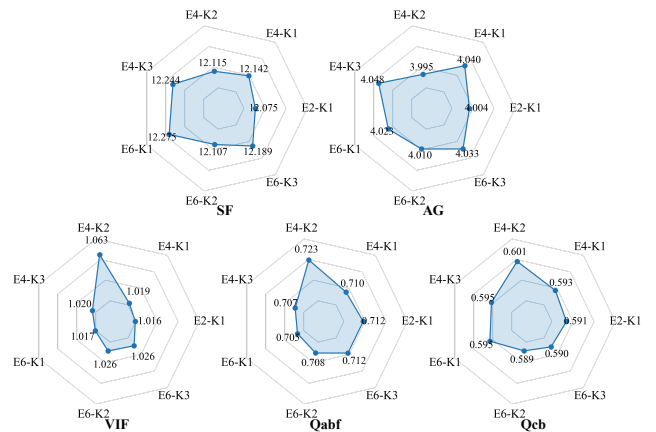 E4-K2
E4-K1
E4-K3
12.115
12.142
12.244
12.075
E2-K1
12.275
E6-K1
12.107
12.189
E6-K3
E6-K2
SF
E4-K2
E4-K1
E4-K3
3.995
4.040
4.048
4.004
E2-K1
4.023
E6-K1
4.010
4.033
E6-K3
E6-K2
AG
E4-K2
1.063
E4-K1
E4-K3
1.020
1.019
1.016
E2-K1
1.017
E6-K1
1.026
1.026
E6-K3
E6-K2
VIF
E4-K2
0.723
E4-K1
E4-K3
0.710
0.707
0.712
E2-K1
0.705
E6-K1
0.708
0.712
E6-K3
E6-K2
Qabf
E4-K2
0.601
E4-K1
E4-K3
0.593
0.595
0.591
E2-K1
0.595
E6-K1
0.589
0.590
E6-K3
E6-K2
Qcb